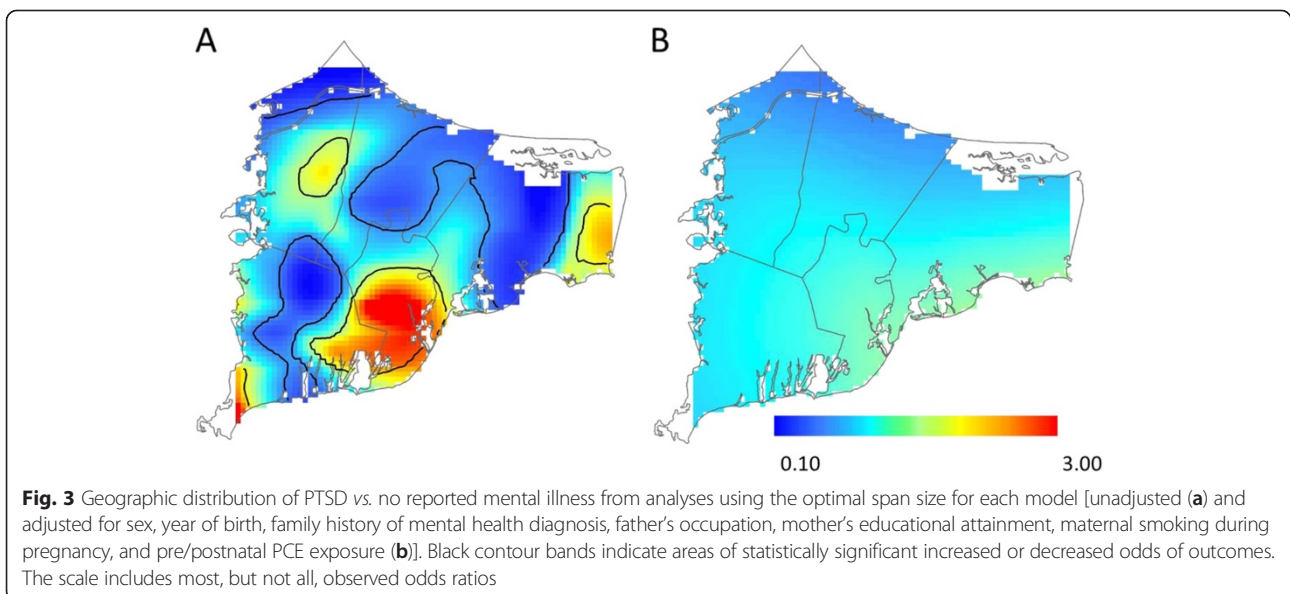 A B
0.10 3.00
Fig. 3 Geographic distribution of PTSD vs. no reported mental illness from analyses using the optimal span size for each model [unadjusted (a) and
adjusted for sex, year of birth, family history of mental health diagnosis, father's occupation, mother's educational attainment, maternal smoking during
pregnancy, and pre/postnatal PCE exposure (b)]. Black contour bands indicate areas of statistically significant increased or decreased odds of outcomes.
The scale includes most, but not all, observed odds ratios